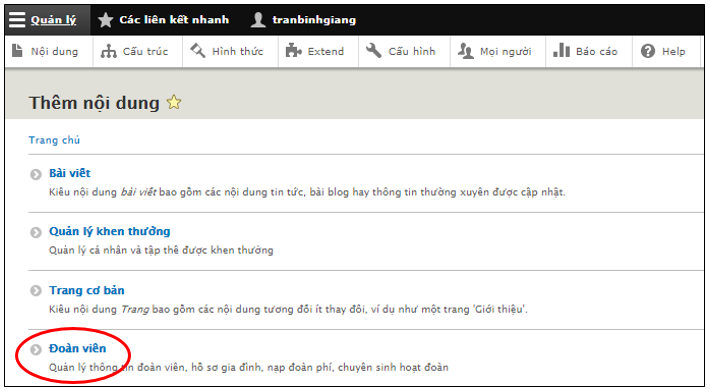 Quản lý Các liên kết nhanh tranbinhgiang
Nội dung Cấu trúc Hình thức Extend Cấu hình Mọi người Báo cáo Help
Thêm nội dung
Trang chủ
Bài viết
Kiểu nội dung bài viết bao gồm các nội dung tin tức, bài blog hay thông tin thường xuyên được cập nhật.
Quản lý khen thưởng
Quản lý cá nhân và tập thể được khen thưởng
Trang cơ bản
Kiểu nội dung Trang bao gồm các nội dung tương đối ít thay đổi, ví dụ như một trang 'Giới thiệu'.
Đoàn viên
Quản lý thông tin đoàn viên, hồ sơ gia đình, nạp đoàn phí, chuyên sinh hoạt đoàn